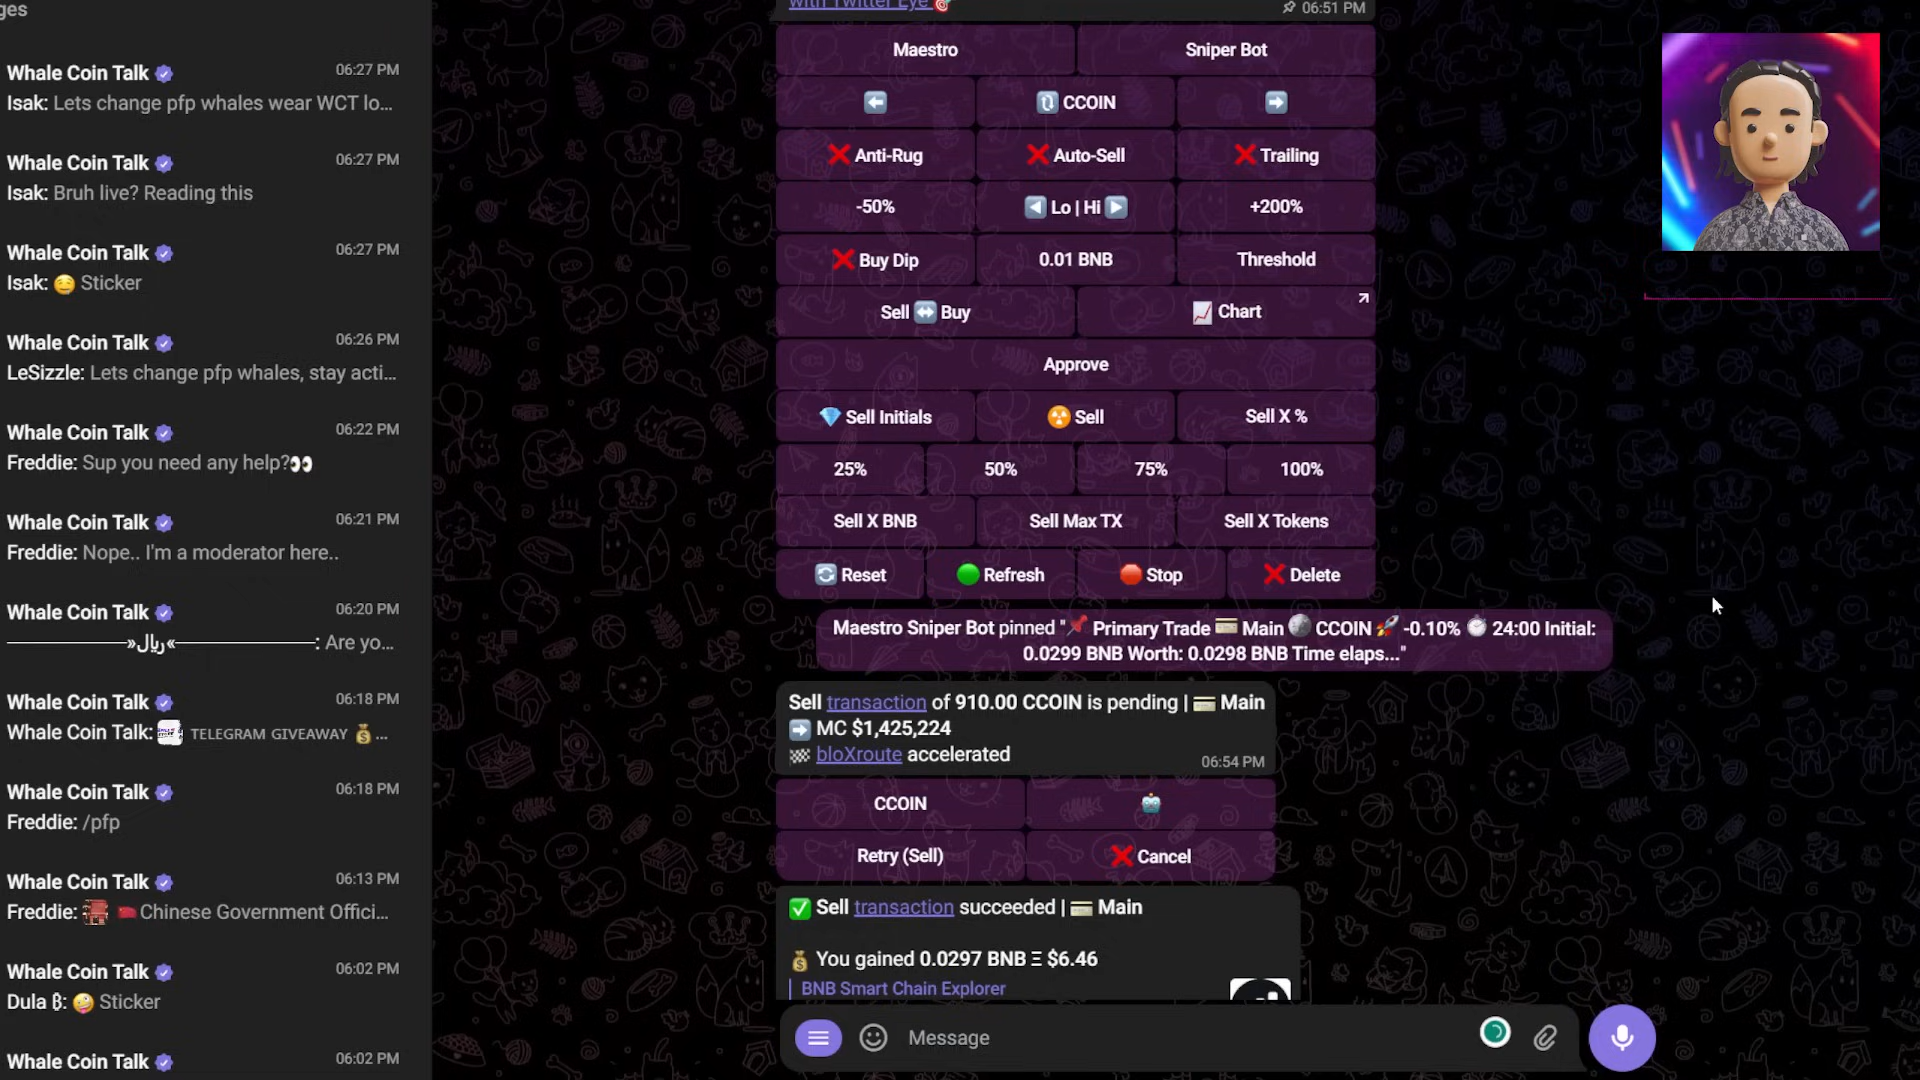 ges
Whale Coin Talk 06:27 PM
Isak: Lets change pfp whales wear WCT lo...
Whale Coin Talk 06:27 PM
Isak: Bruh live? Reading this
Whale Coin Talk 06:27 PM
Isak: Sticker
Whale Coin Talk 06:26 PM
LeSizzle: Lets change pfp whales, stay acti...
Whale Coin Talk 06:22 PM
Freddie: Sup you need any help?👀
Whale Coin Talk 06:21 PM
Freddie: Nope.. I'm a moderator here..
Whale Coin Talk 06:20 PM
————————»ریال«————————: Are yo...
Whale Coin Talk 06:18 PM
Whale Coin Talk: TELEGRAM GIVEAWAY 💰...
Whale Coin Talk 06:18 PM
Freddie: /pfp
Whale Coin Talk 06:13 PM
Freddie: Chinese Government Offici...
Whale Coin Talk 06:02 PM
Dula ₿: 🤪 Sticker
Whale Coin Talk 06:02 PM
with Twitter Eye🎯 06:51 PM
Maestro Sniper Bot
⬅️ 🔃 CCOIN ➡️
❌ Anti-Rug ❌ Auto-Sell ❌ Trailing
-50% ◀️ Lo | Hi ▶️ +200%
❌ Buy Dip 0.01 BNB Threshold
Sell ↔️ Buy 📈 Chart
Approve
💎 Sell Initials ☢️ Sell Sell X %
25% 50% 75% 100%
Sell X BNB Sell Max TX Sell X Tokens
🔄 Reset 🟢 Refresh 🛑 Stop ❌ Delete
Maestro Sniper Bot pinned "📌 Primary Trade 💳 Main 🌕 CCOIN 🚀 -0.10% ⏱ 24:00 Initial:
0.0299 BNB Worth: 0.0298 BNB Time elaps..."
Sell transaction of 910.00 CCOIN is pending | 💳 Main
➡️ MC $1,425,224
🏁 bloXroute accelerated 06:54 PM
CCOIN 🤖
Retry (Sell) ❌ Cancel
✅ Sell transaction succeeded | 💳 Main
💰 You gained 0.0297 BNB Ξ $6.46
BNB Smart Chain Explorer
Message